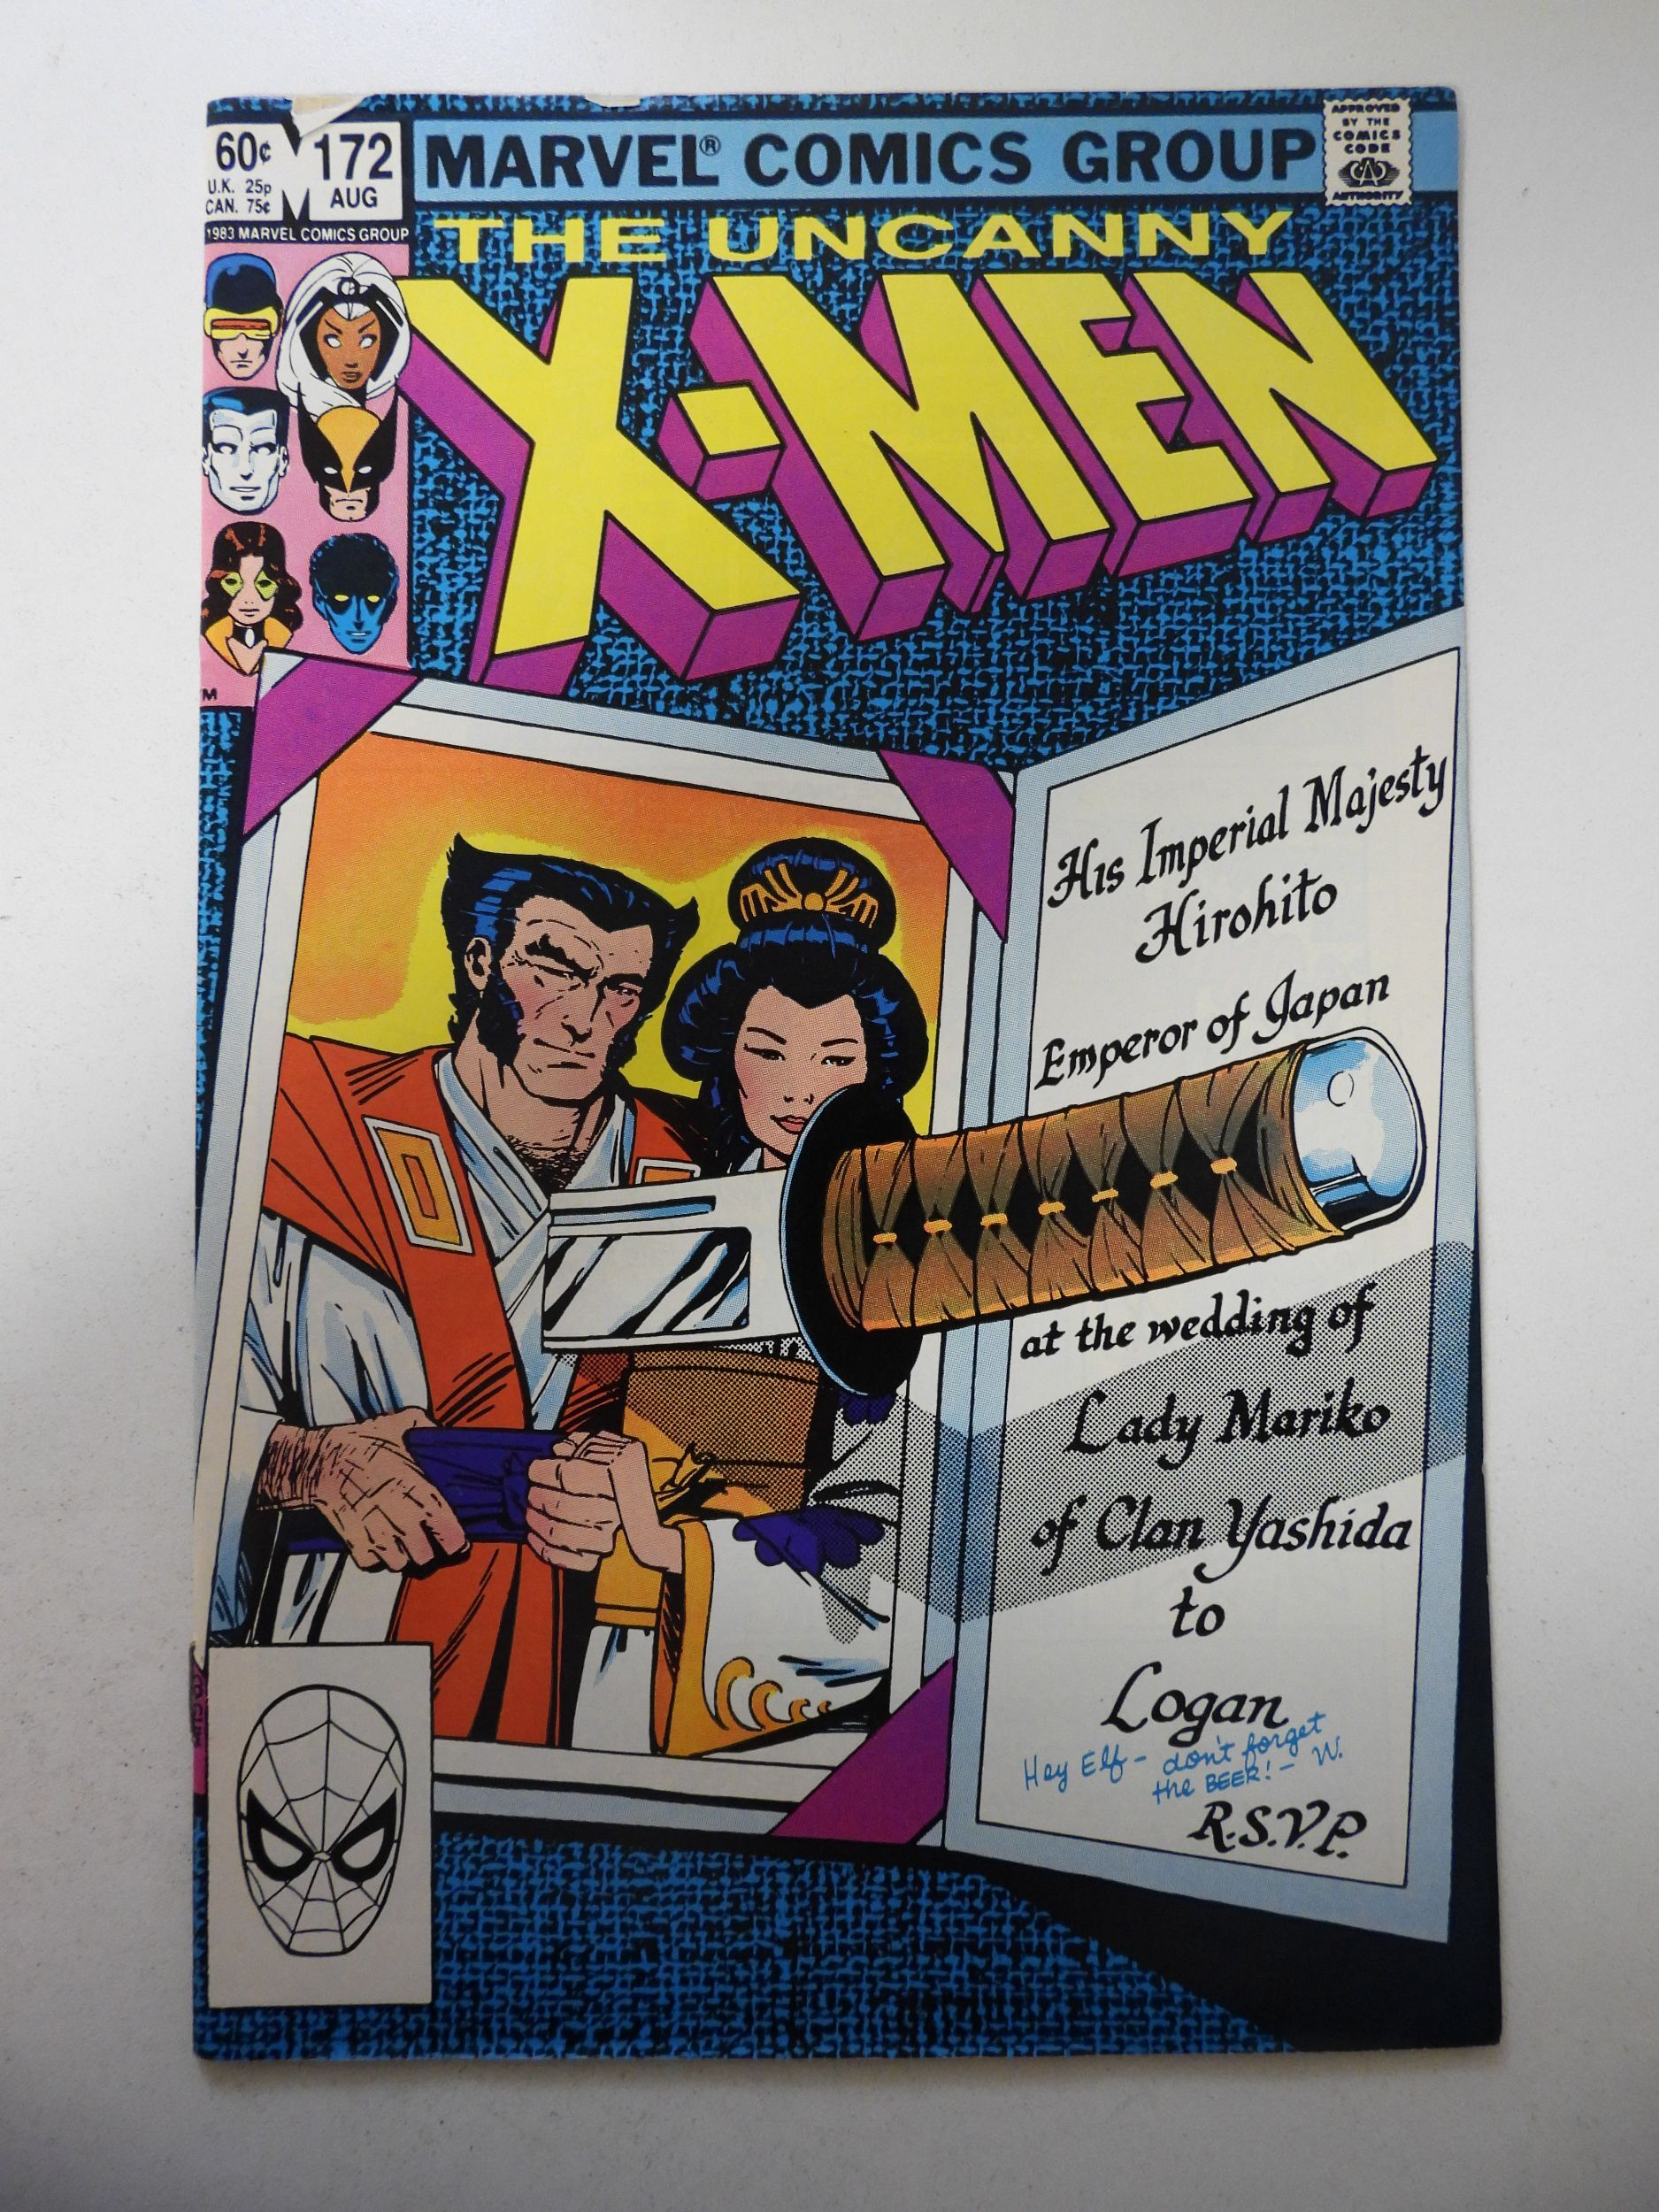 60¢
U.K. 25p
CAN. 75¢
M
172
AUG
1983 MARVEL COMICS GROUP
MARVEL® COMICS GROUP
APPROVED
BY THE
COMICS
CODE
CA
AUTHORITY
THE UNCANNY
X-MEN
M
His Imperial Majesty
Hirohito
Emperor of Japan
at the wedding of
Lady Mariko
of Clan Yashida
to
Logan
Hey Elf - don't forget
the BEER! - W.
R.S.V.P.